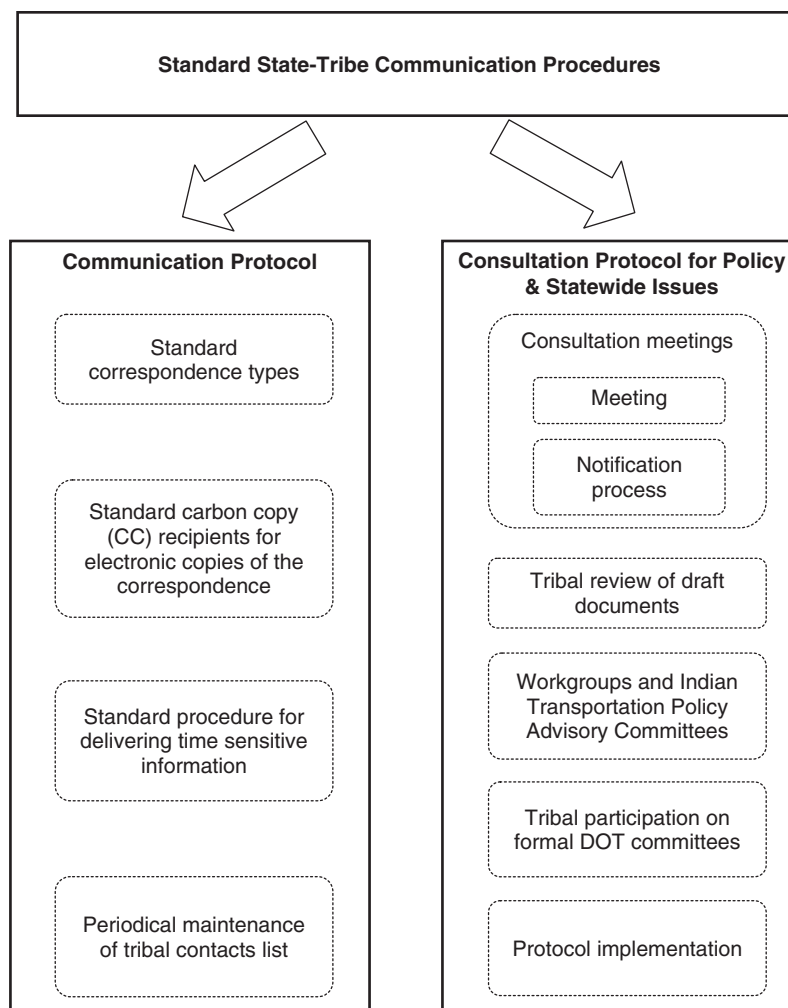 Standard State-Tribe Communication Procedures
Communication Protocol
Standard
correspondence types
Standard carbon copy
(CC) recipients for
electronic copies of the
correspondence
Standard procedure for
delivering time sensitive
information
Periodical maintenance
of tribal contacts list
Consultation Protocol for Policy
& Statewide Issues
Consultation meetings
Meeting
Notification
process
Tribal review of draft
documents
Workgroups and Indian
Transportation Policy
Advisory Committees
Tribal participation on
formal DOT committees
Protocol implementation